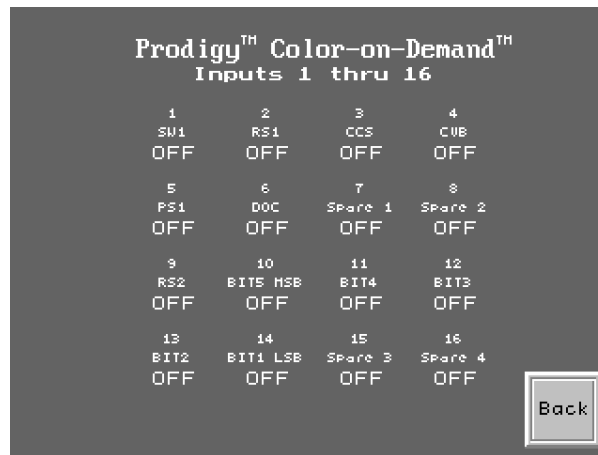 Prodigy™ Color-on-Demand™
Inputs 1 thru 16
1 2 3 4
SW1 RS1 CCS CVB
OFF OFF OFF OFF
5 6 7 8
PS1 DOC Spare 1 Spare 2
OFF OFF OFF OFF
9 10 11 12
RS2 BIT5 MSB BIT4 BIT3
OFF OFF OFF OFF
13 14 15 16
BIT2 BIT1 LSB Spare 3 Spare 4
OFF OFF OFF OFF
Back